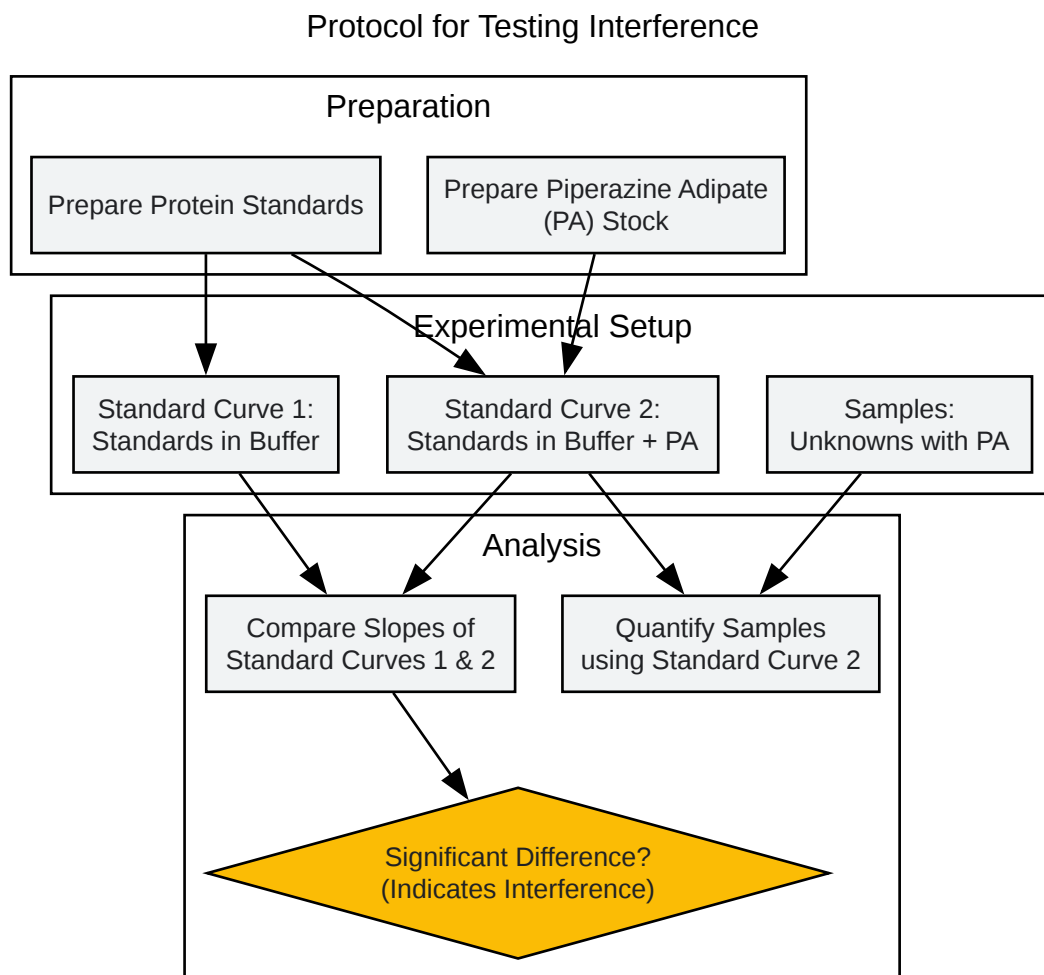 Protocol for Testing Interference
Preparation
Prepare Protein Standards
Prepare Piperazine Adipate
(PA) Stock
Experimental Setup
Standard Curve 1:
Standards in Buffer
Standard Curve 2:
Standards in Buffer + PA
Samples:
Unknowns with PA
Analysis
Compare Slopes of
Standard Curves 1 & 2
Quantify Samples
using Standard Curve 2
Significant Difference?
(Indicates Interference)